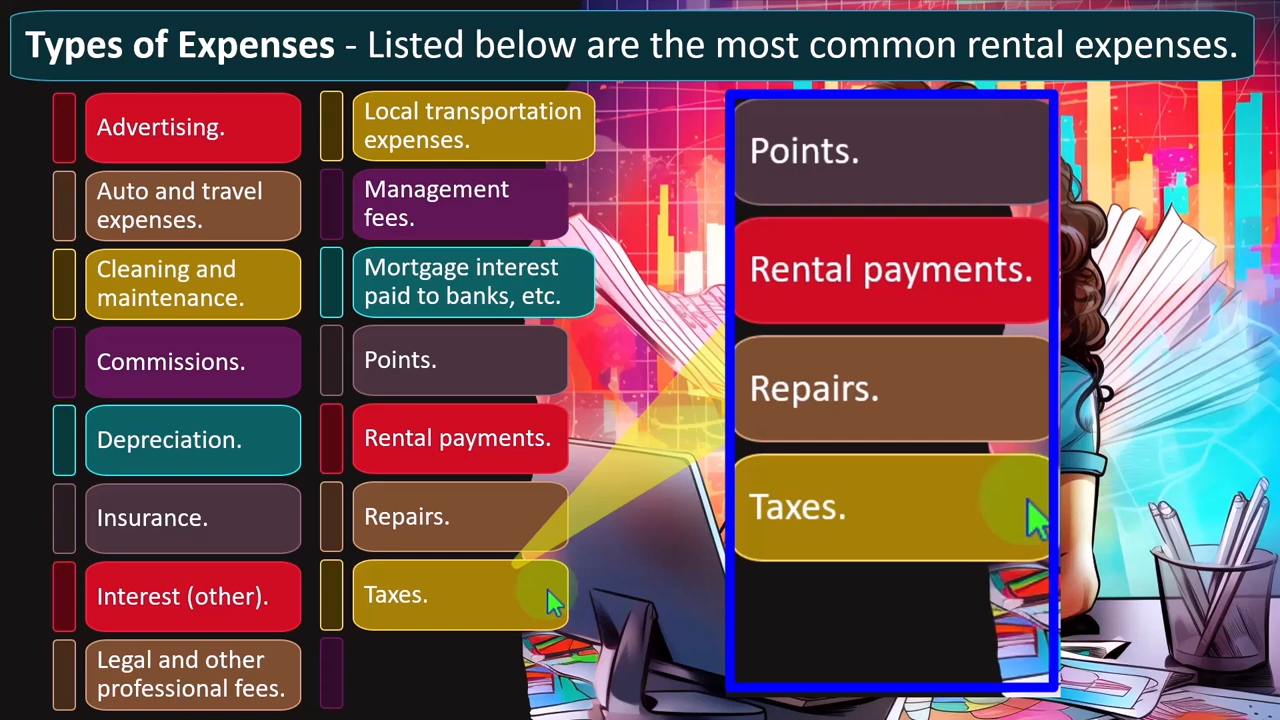 Types of Expenses - Listed below are the most common rental expenses.
Advertising.
Auto and travel
expenses.
Cleaning and
maintenance.
Commissions.
Depreciation.
Insurance.
Interest (other).
Legal and other
professional fees.
Local transportation
expenses.
Management
fees.
Mortgage interest
paid to banks, etc.
Points.
Rental payments.
Repairs.
Taxes.
Points.
Rental payments.
Repairs.
Taxes.